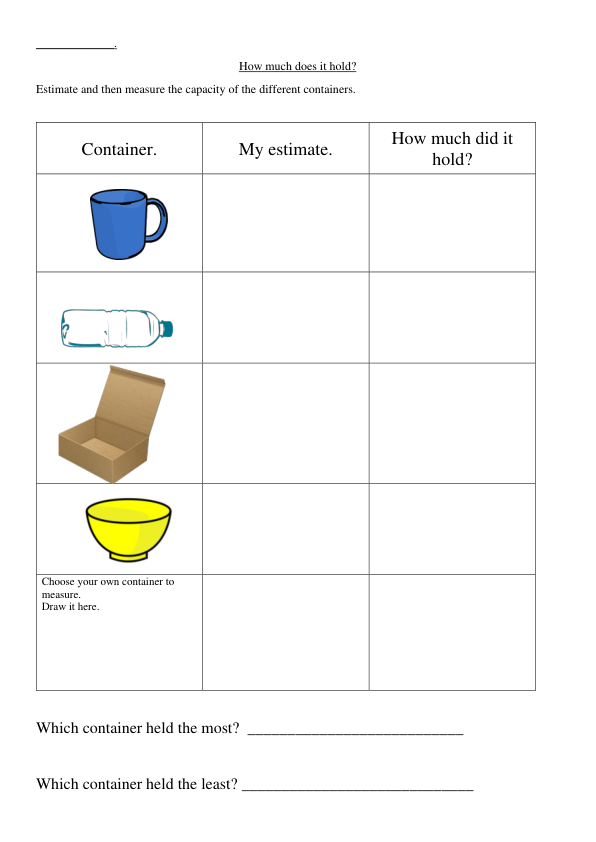 ______________.
How much does it hold?
Estimate and then measure the capacity of the different containers.
Container.
My estimate.
How much did it
hold?
Choose your own container to
measure.
Draw it here.
Which container held the most? ___________________________
Which container held the least? _____________________________